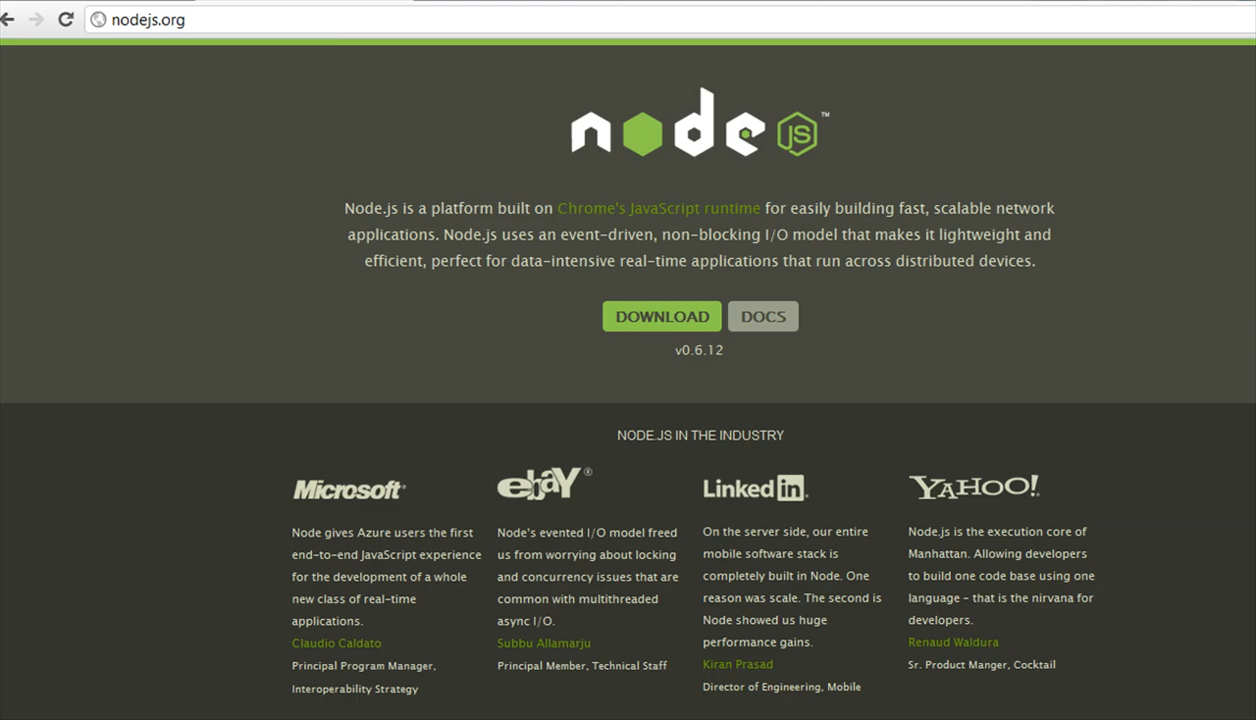 nodejs.org
node JS™
Node.js is a platform built on Chrome's JavaScript runtime for easily building fast, scalable network
applications. Node.js uses an event-driven, non-blocking I/O model that makes it lightweight and
efficient, perfect for data-intensive real-time applications that run across distributed devices.
DOWNLOAD
DOCS
v0.6.12
NODE.JS IN THE INDUSTRY
Microsoft
Node gives Azure users the first
end-to-end JavaScript experience
for the development of a whole
new class of real-time
applications.
Claudio Caldato
Principal Program Manager,
Interoperability Strategy
ebaY®
Node's evented I/O model freed
us from worrying about locking
and concurrency issues that are
common with multithreaded
async I/O.
Subbu Allamarju
Principal Member, Technical Staff
Linked in
On the server side, our entire
mobile software stack is
completely built in Node. One
reason was scale. The second is
Node showed us huge
performance gains.
Kiran Prasad
Director of Engineering, Mobile
YAHOO!
Node.js is the execution core of
Manhattan. Allowing developers
to build one code base using one
language – that is the nirvana for
developers.
Renaud Waldura
Sr. Product Manger, Cocktail